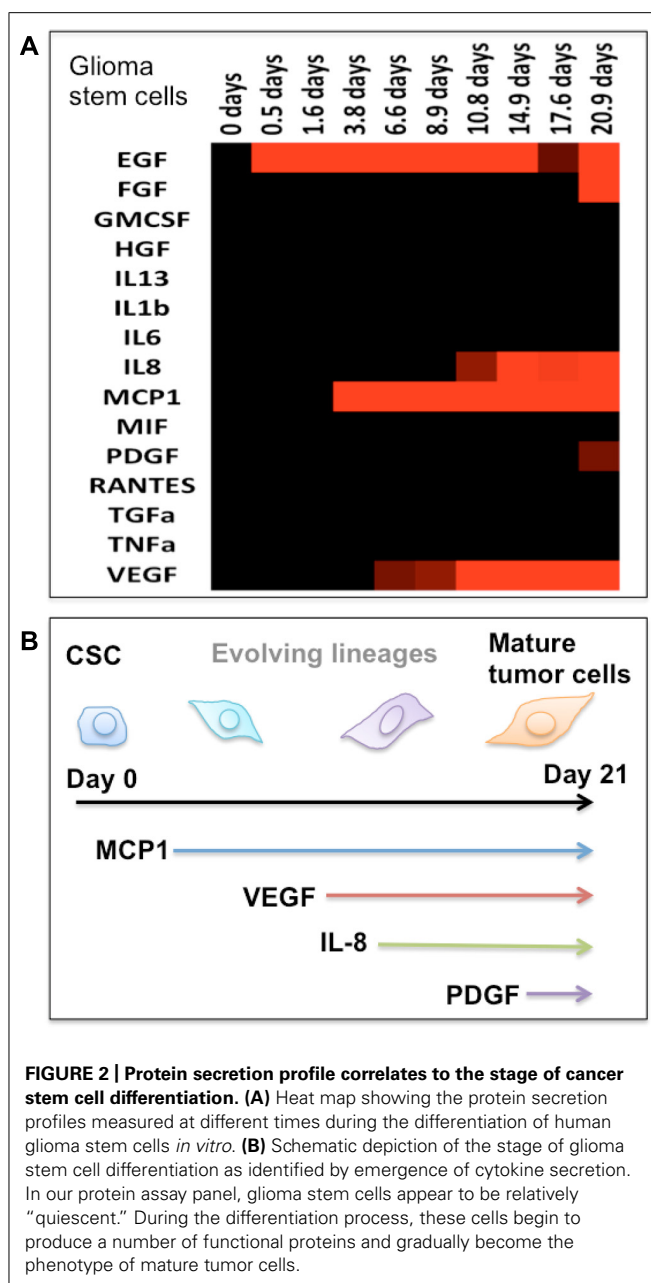 A
Glioma
stem cells
0 days
0.5 days
1.6 days
3.8 days
6.6 days
8.9 days
10.8 days
14.9 days
17.6 days
20.9 days
EGF
FGF
GMCSF
HGF
IL13
IL1b
IL6
IL8
MCP1
MIF
PDGF
RANTES
TGFa
TNFa
VEGF
B
CSC
Evolving lineages
Mature
tumor cells
Day 0
Day 21
MCP1
VEGF
IL-8
PDGF
FIGURE 2 | Protein secretion profile correlates to the stage of cancer
stem cell differentiation. (A) Heat map showing the protein secretion
profiles measured at different times during the differentiation of human
glioma stem cells in vitro. (B) Schematic depiction of the stage of glioma
stem cell differentiation as identified by emergence of cytokine secretion.
In our protein assay panel, glioma stem cells appear to be relatively
“quiescent.” During the differentiation process, these cells begin to
produce a number of functional proteins and gradually become the
phenotype of mature tumor cells.